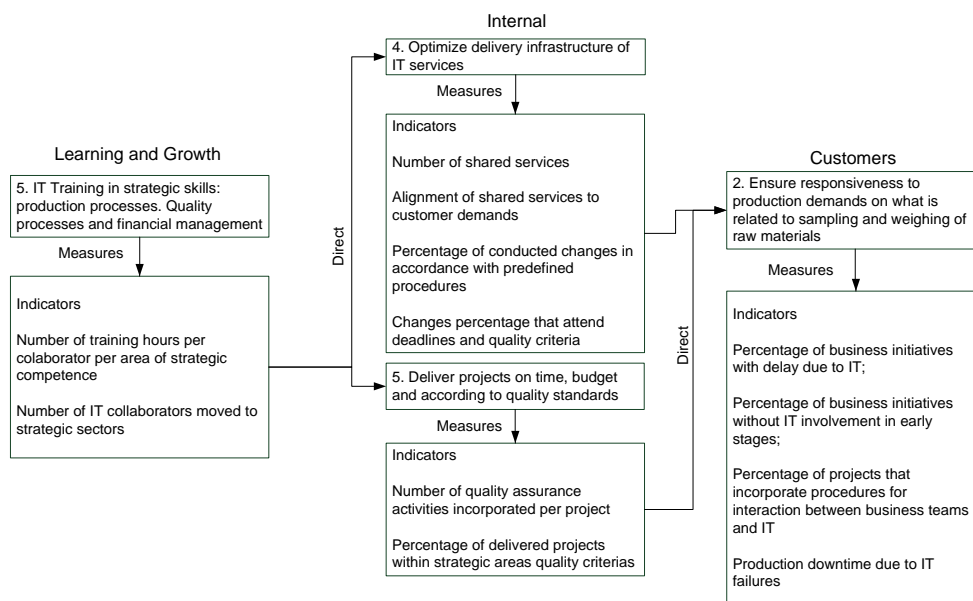 Learning and Growth
5. IT Training in strategic skills:
production processes. Quality
processes and financial management
Measures
Indicators
Number of training hours per
colaborator per area of strategic
competence
Number of IT collaborators moved to
strategic sectors
Direct
Internal
4. Optimize delivery infrastructure of
IT services
Measures
Indicators
Number of shared services
Alignment of shared services to
customer demands
Percentage of conducted changes in
accordance with predefined
procedures
Changes percentage that attend
deadlines and quality criteria
5. Deliver projects on time, budget
and according to quality standards
Measures
Indicators
Number of quality assurance
activities incorporated per project
Percentage of delivered projects
within strategic areas quality criterias
Direct
Customers
2. Ensure responsiveness to
production demands on what is
related to sampling and weighing of
raw materials
Measures
Indicators
Percentage of business initiatives
with delay due to IT;
Percentage of business initiatives
without IT involvement in early
stages;
Percentage of projects that
incorporate procedures for
interaction between business teams
and IT
Production downtime due to IT
failures